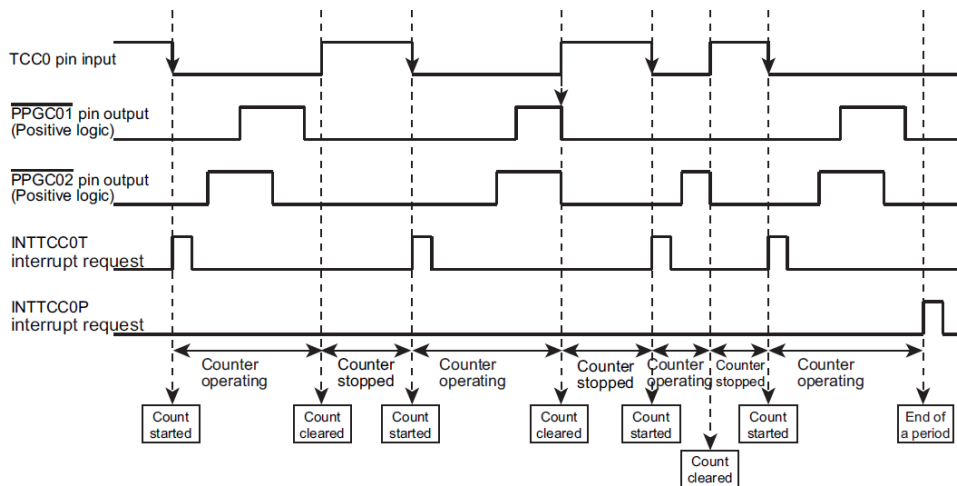 TCC0 pin input
PPGC01 pin output
(Positive logic)
PPGC02 pin output
(Positive logic)
INTTCC0T
interrupt request
INTTCC0P
interrupt request
Counter
operating
Counter
stopped
Counter
operating
Counter
stopped
Counter
operating
Counter
stopped
Counter
operating
Count
started
Count
cleared
Count
started
Count
cleared
Count
started
Count
cleared
Count
started
End of
a period